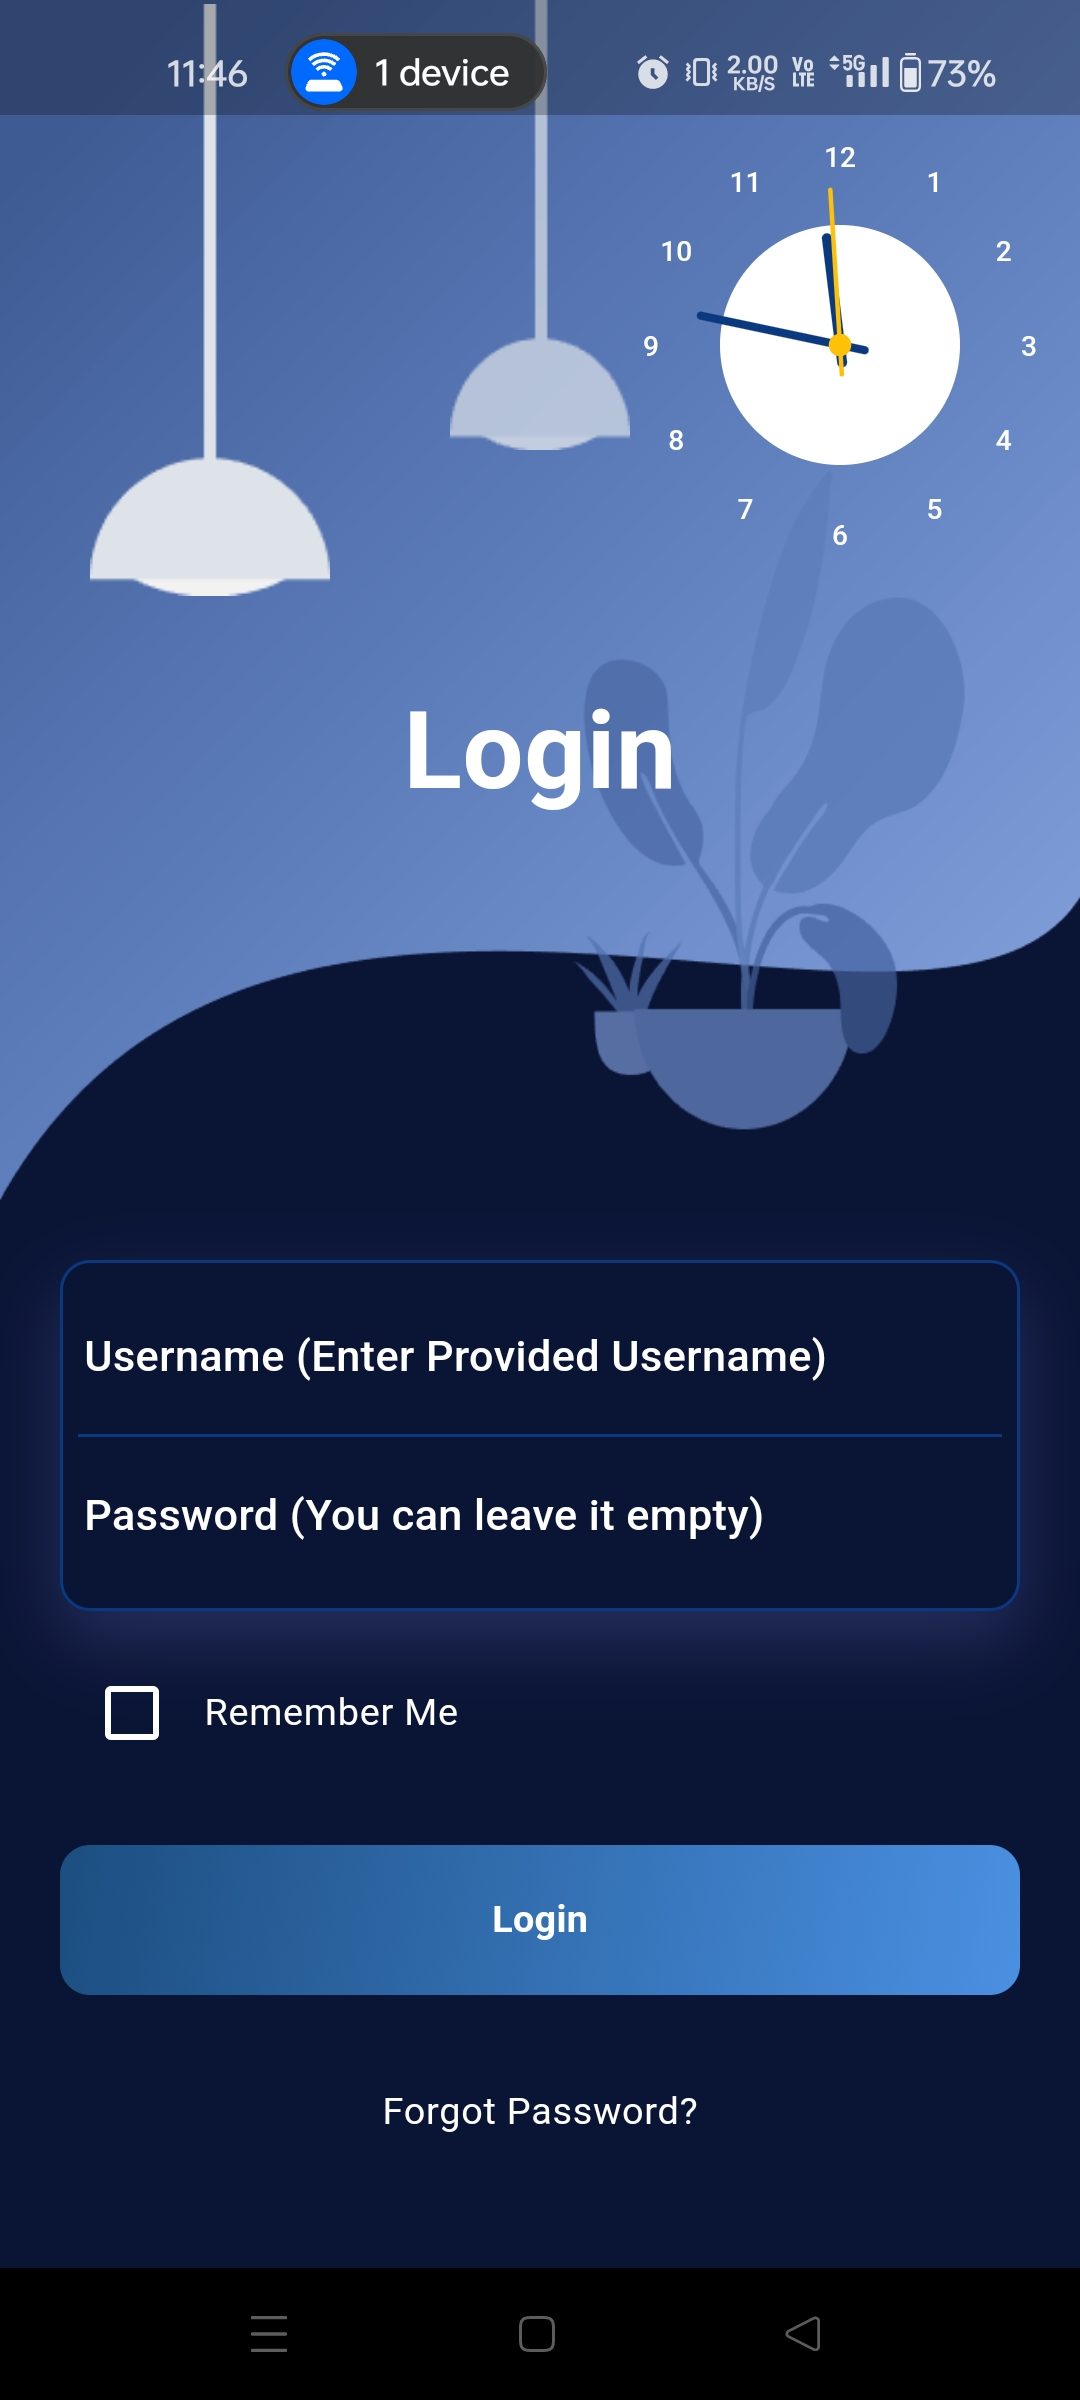 11:46 1 device 2.00 KB/S Vo LTE 5G 73%
12
11 1
10 2
9 3
8 4
7 5
6
Login
Username (Enter Provided Username)
Password (You can leave it empty)
Remember Me
Login
Forgot Password?